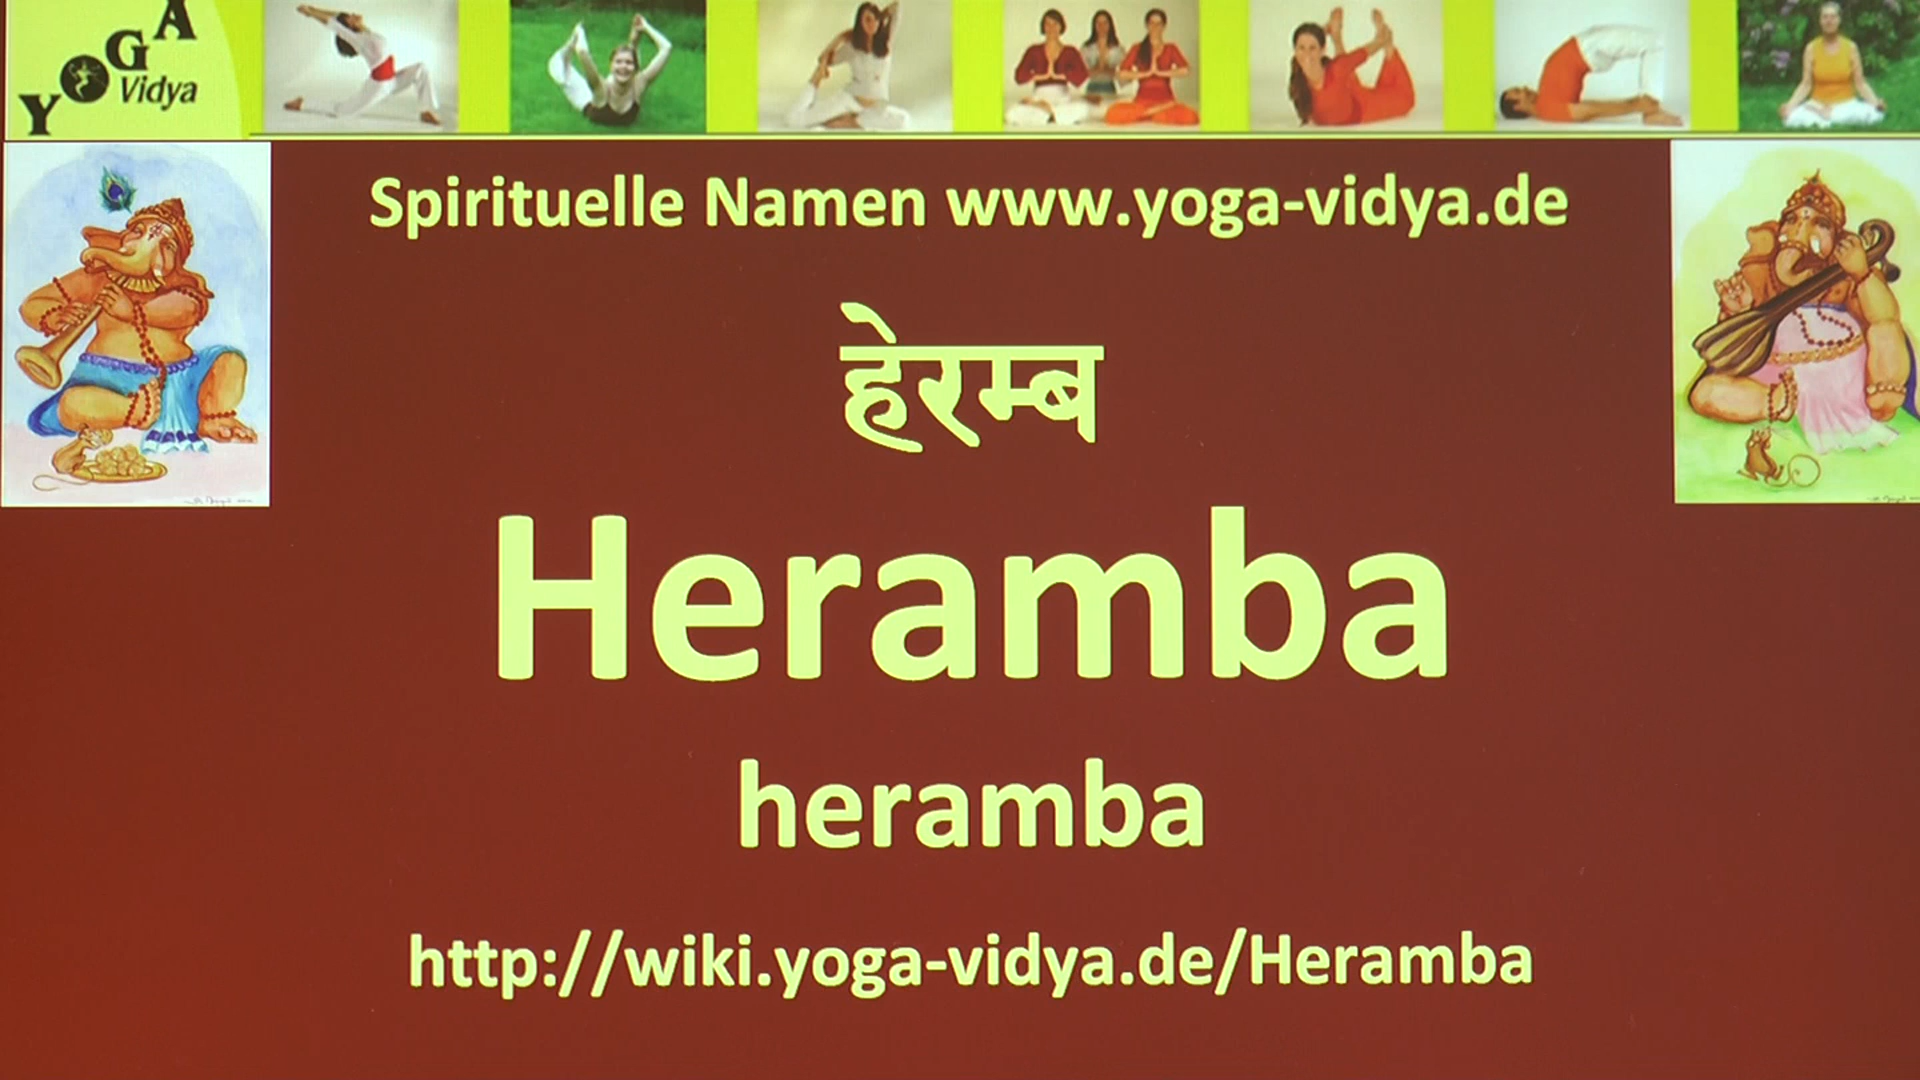 YOGA
Vidya
Spirituelle Namen www.yoga-vidya.de
हेरम्ब
Heramba
heramba
http://wiki.yoga-vidya.de/Heramba